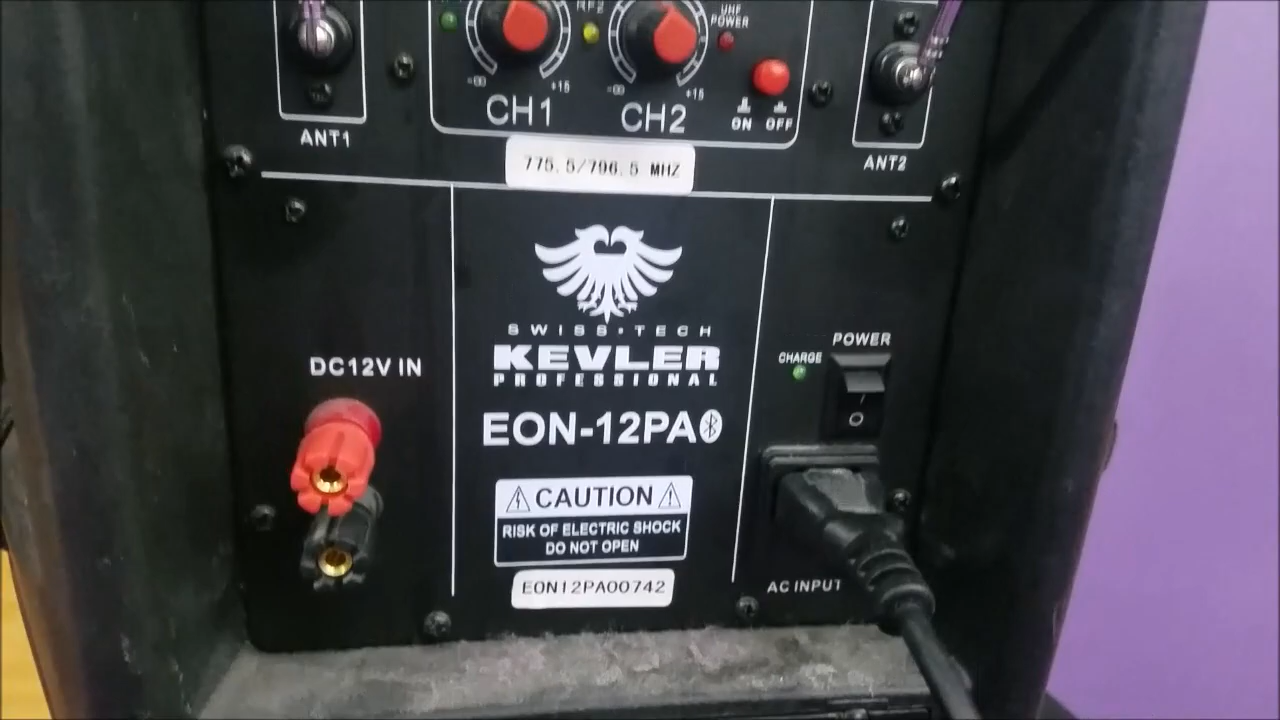 RF2
UHF
POWER
-∞ +15
-∞ +15
CH1
CH2
ON OFF
ANT1
ANT2
775.5/796.5 MHZ
SWISS·TECH
KEVLER
PROFESSIONAL
EON-12PA
DC12V IN
POWER
CHARGE
I
O
CAUTION
RISK OF ELECTRIC SHOCK
DO NOT OPEN
EON12PA00742
AC INPUT